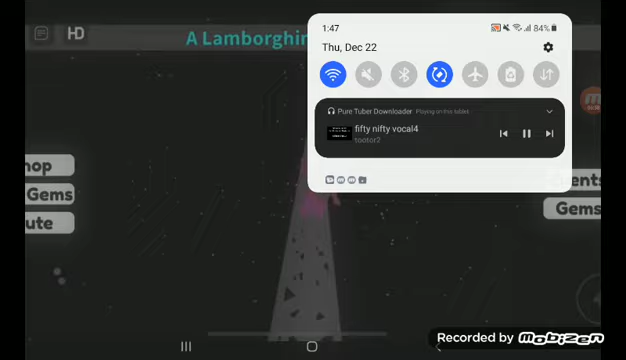 1:47
84%
Thu, Dec 22
HD
A Lamborghin
Pure Tuber Downloader Playing on this tablet
fifty nifty vocal4
tootor2
hop
Gems
ute
ents
Gems
Recorded by mobizen